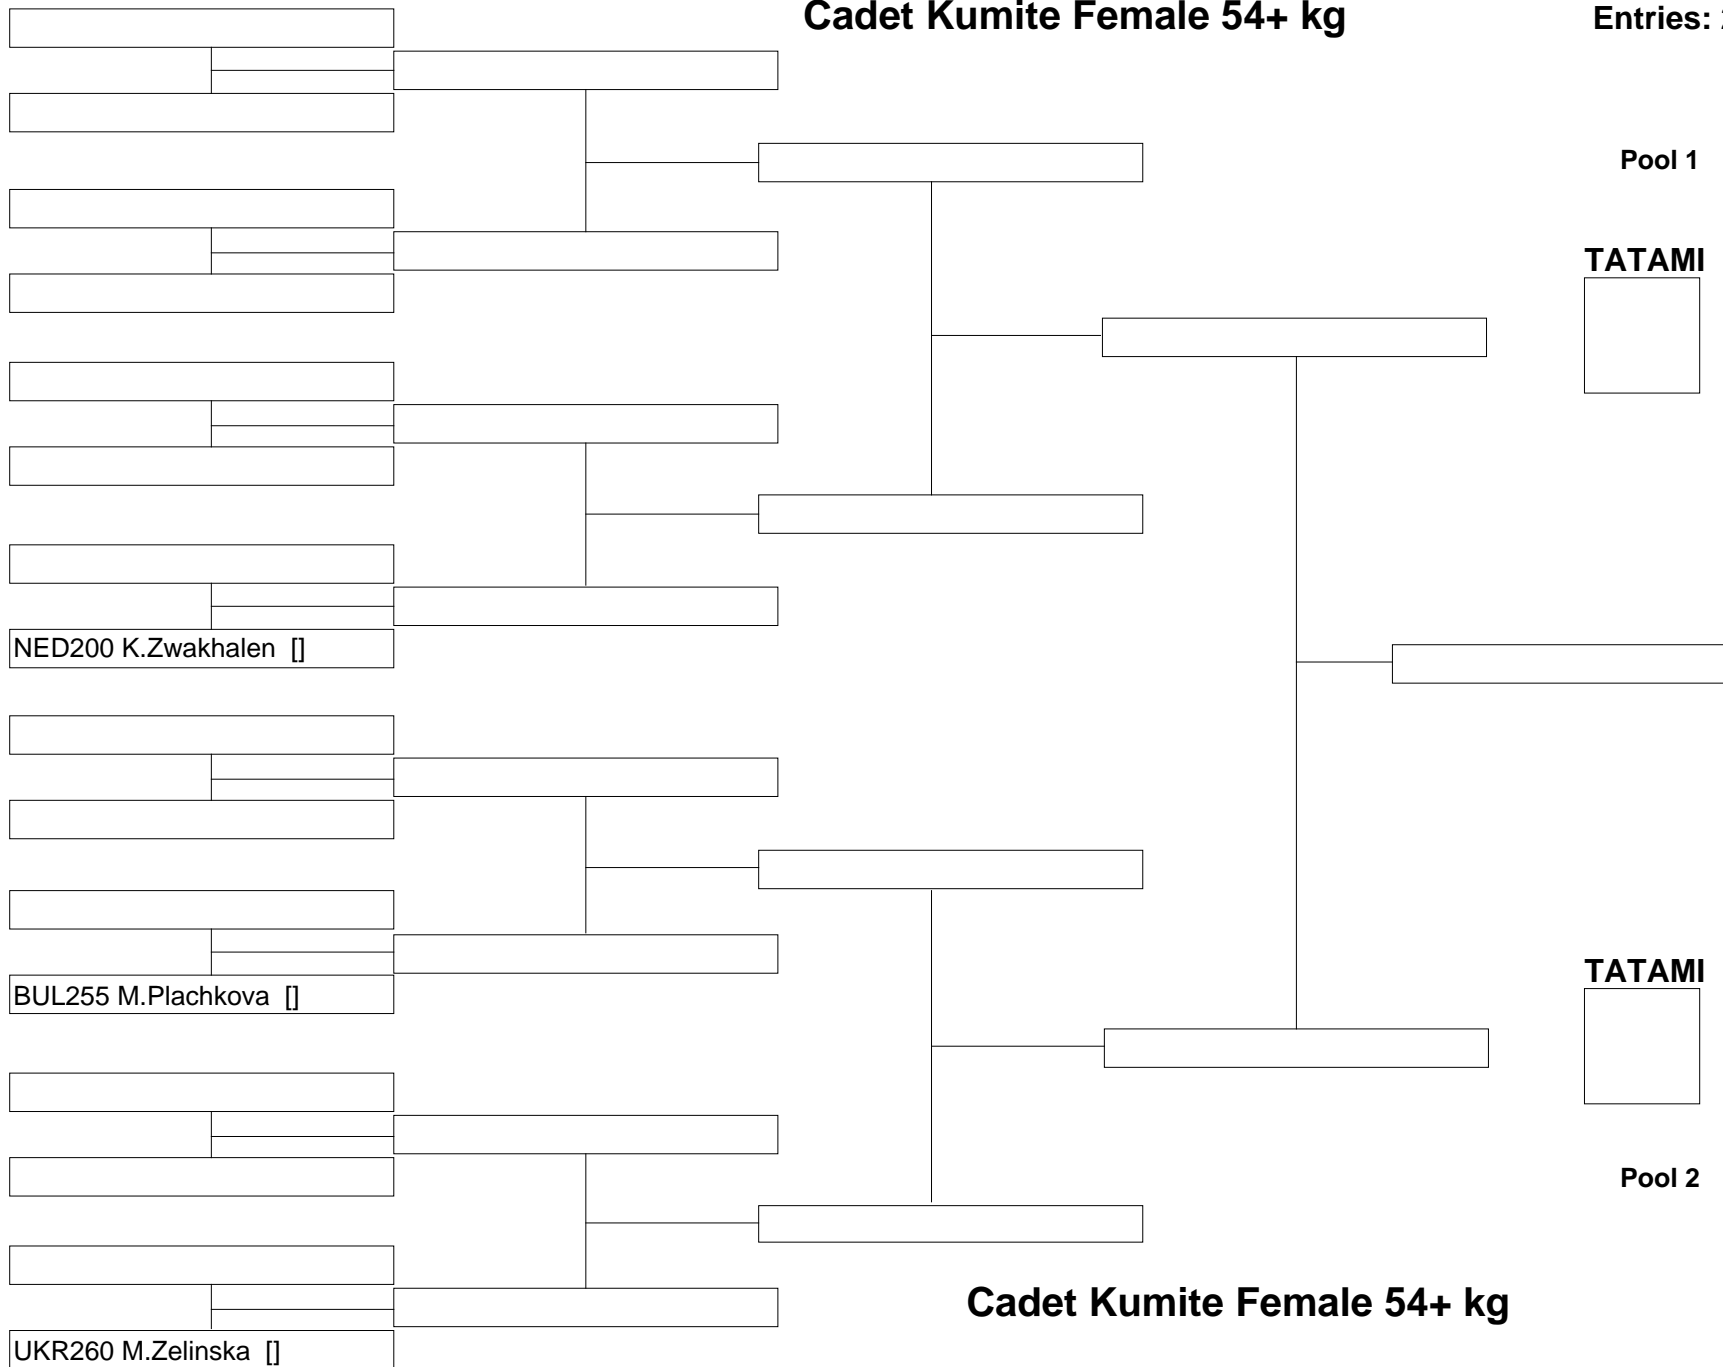 Cadet Kumite Female 54+ kg
Entries:
Pool 1
TATAMI
NED200 K.Zwakhalen []
BUL255 M.Plachkova []
TATAMI
Pool 2
Cadet Kumite Female 54+ kg
UKR260 M.Zelinska []